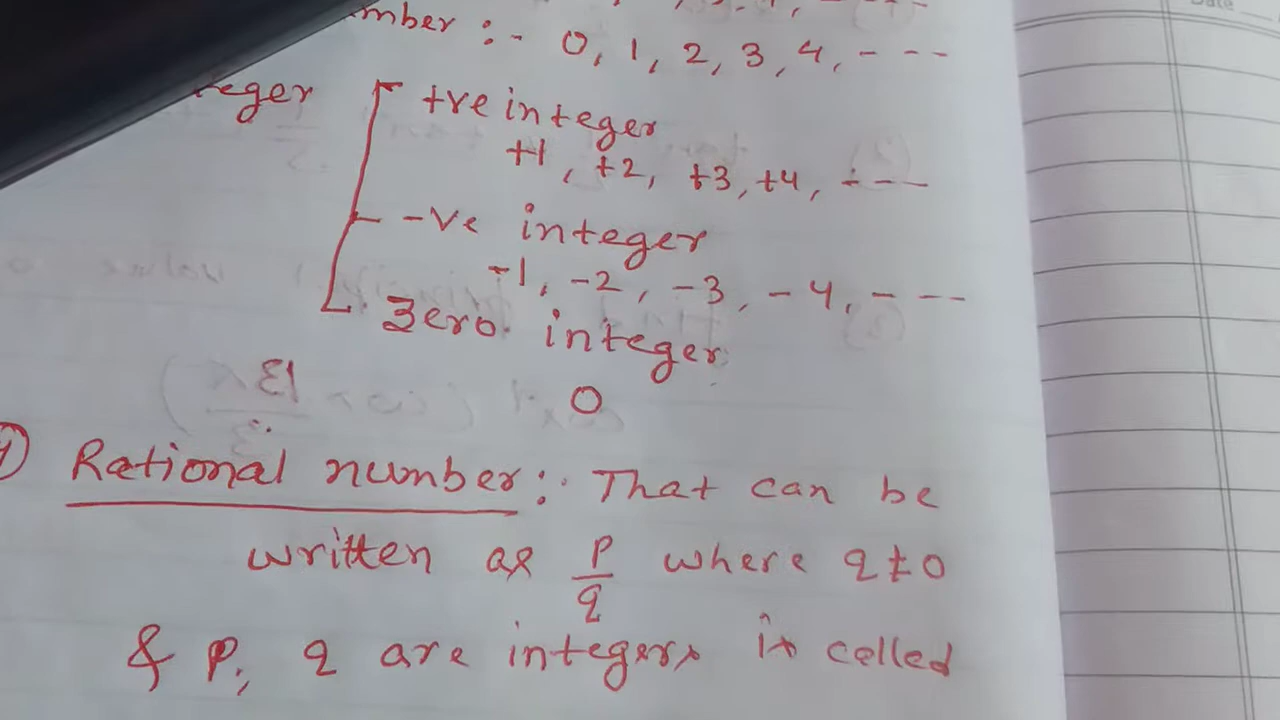 mber :- 0, 1, 2, 3, 4, - - -
eger
+ve integer
+1, +2, +3, +4, - - -
-ve integer
-1, -2, -3, -4, - - -
Zero integer
0
Rational number :. That can be
written as p/q where q≠0
& p, q are integers is called
Date